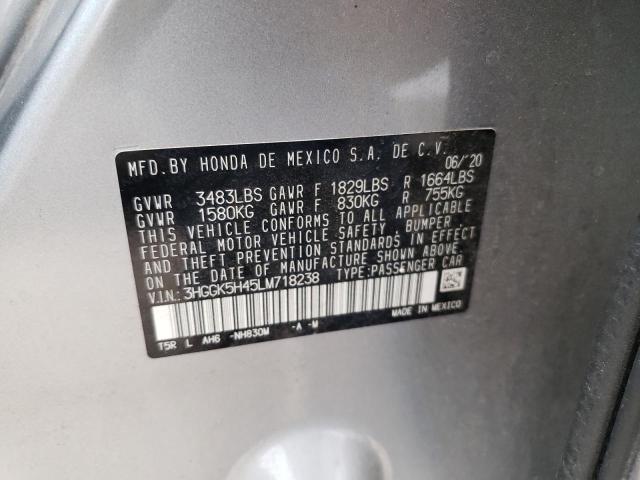 MFD.BY HONDA DE MEXICO S.A. DE C.V.
06/'20
GVWR 3483LBS GAWR F 1829LBS R 1664LBS
GVWR 1580KG GAWR F 830KG R 755KG
THIS VEHICLE CONFORMS TO ALL APPLICABLE
FEDERAL MOTOR VEHICLE SAFETY, BUMPER,
AND THEFT PREVENTION STANDARDS IN EFFECT
ON THE DATE OF MANUFACTURE SHOWN ABOVE.
V.I.N.: 3HGGK5H45LM718238 TYPE:PASSENGER CAR
T5R L AH6 -NH830M -A -M MADE IN MEXICO